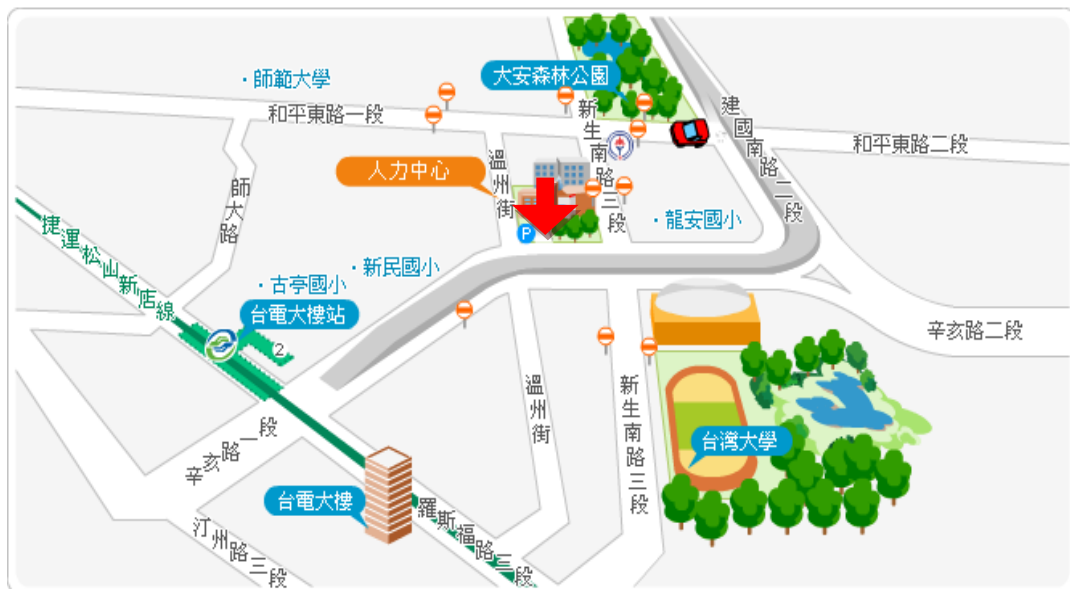 ・師範大學
大安森林公園
和平東路一段
新生南路三段
建國南路二段
和平東路二段
人力中心
溫州街
師大路
P
・龍安國小
捷運松山新店線
・新民國小
・古亭國小
台電大樓站
2
辛亥路二段
溫州街
新生南路三段
台灣大學
辛亥路一段
台電大樓
羅斯福路三段
汀州路三段